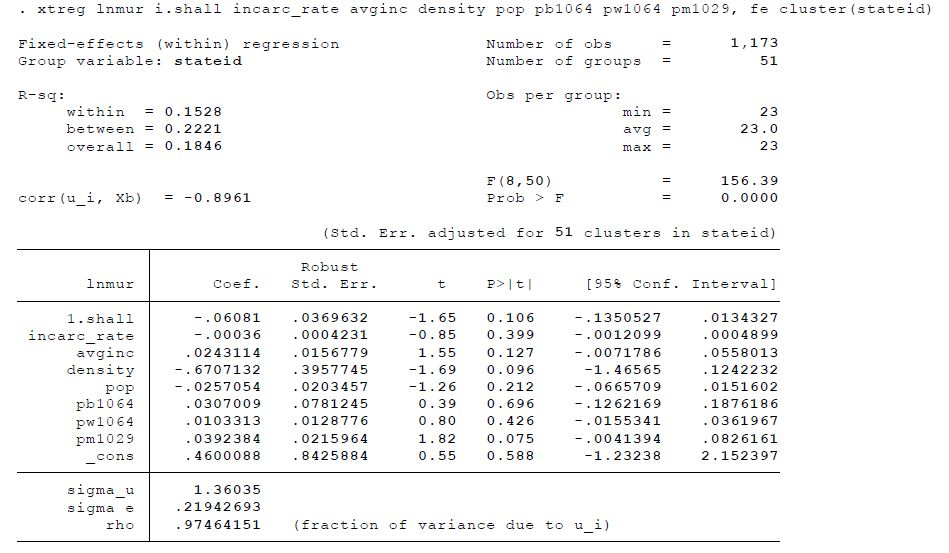 . xtreg lnmur i.shall incarc_rate avginc density pop pb1064 pw1064 pm1029, fe cluster(stateid)
Fixed-effects (within) regression Number of obs = 1,173
Group variable: stateid Number of groups = 51
R-sq: Obs per group:
within = 0.1528 min = 23
between = 0.2221 avg = 23.0
overall = 0.1846 max = 23
F(8,50) = 156.39
corr(u_i, Xb) = -0.8961 Prob > F = 0.0000
(Std. Err. adjusted for 51 clusters in stateid)
Robust
lnmur Coef. Std. Err. t P>|t| [95% Conf. Interval]
1.shall -.06081 .0369632 -1.65 0.106 -.1350527 .0134327
incarc_rate -.00036 .0004231 -0.85 0.399 -.0012099 .0004899
avginc .0243114 .0156779 1.55 0.127 -.0071786 .0558013
density -.6707132 .3957745 -1.69 0.096 -1.46565 .1242232
pop -.0257054 .0203457 -1.26 0.212 -.0665709 .0151602
pb1064 .0307009 .0781245 0.39 0.696 -.1262169 .1876186
pw1064 .0103313 .0128776 0.80 0.426 -.0155341 .0361967
pm1029 .0392384 .0215964 1.82 0.075 -.0041394 .0826161
_cons .4600088 .8425884 0.55 0.588 -1.23238 2.152397
sigma_u 1.36035
sigma e .21942693
rho .97464151 (fraction of variance due to u_i)